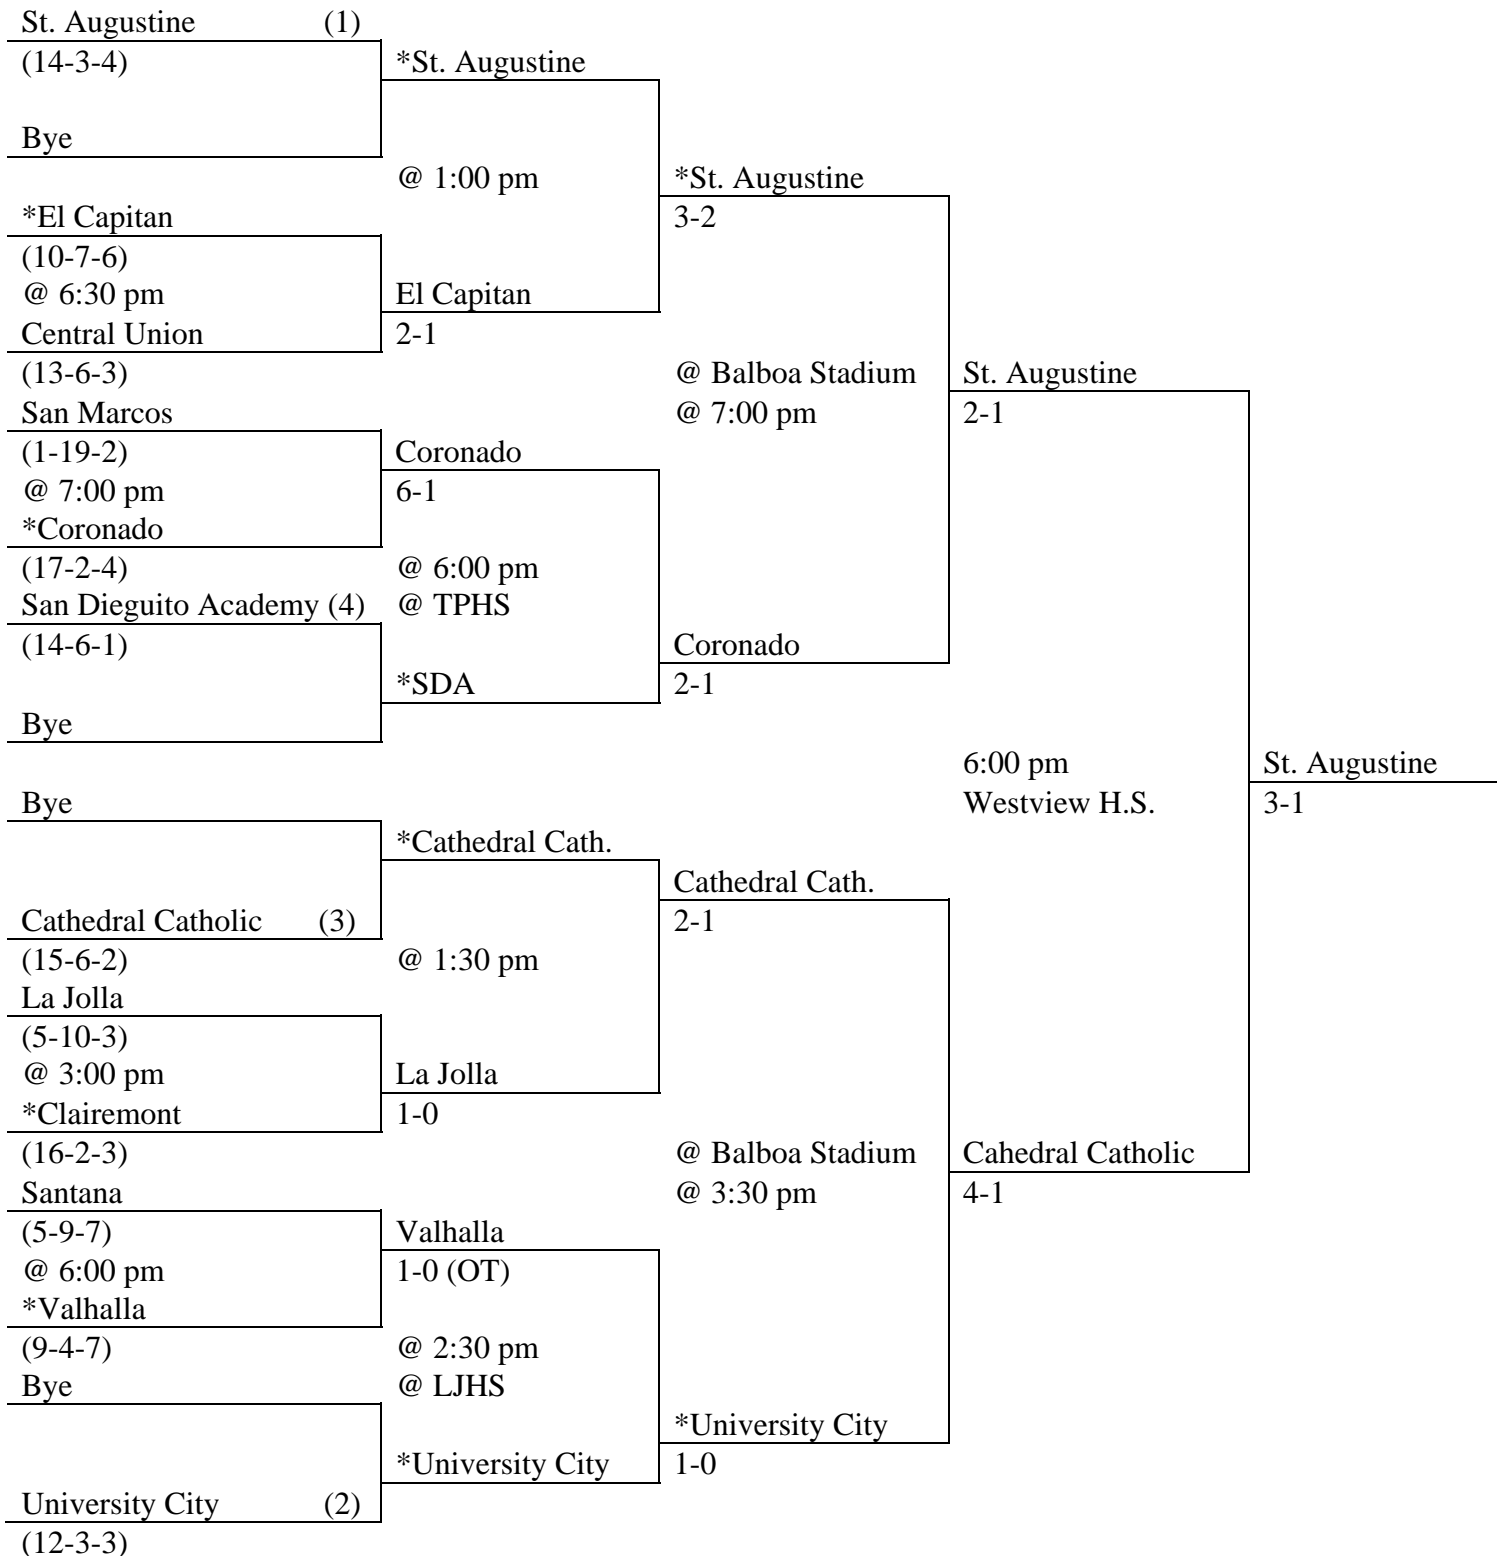 St. Augustine (1)
(14-3-4) *St. Augustine
Bye
@ 1:00 pm *St. Augustine
*El Capitan 3-2
(10-7-6)
@ 6:30 pm El Capitan
Central Union 2-1
(13-6-3) @ Balboa Stadium St. Augustine
San Marcos @ 7:00 pm 2-1
(1-19-2) Coronado
@ 7:00 pm 6-1
*Coronado
(17-2-4) @ 6:00 pm
San Dieguito Academy (4) @ TPHS
(14-6-1) Coronado
*SDA 2-1
Bye
6:00 pm St. Augustine
Bye Westview H.S. 3-1
*Cathedral Cath.
Cathedral Cath.
Cathedral Catholic (3) 2-1
(15-6-2) @ 1:30 pm
La Jolla
(5-10-3)
@ 3:00 pm La Jolla
*Clairemont 1-0
(16-2-3) @ Balboa Stadium Cahedral Catholic
Santana @ 3:30 pm 4-1
(5-9-7) Valhalla
@ 6:00 pm 1-0 (OT)
*Valhalla
(9-4-7) @ 2:30 pm
Bye @ LJHS
*University City
*University City 1-0
University City (2)
(12-3-3)